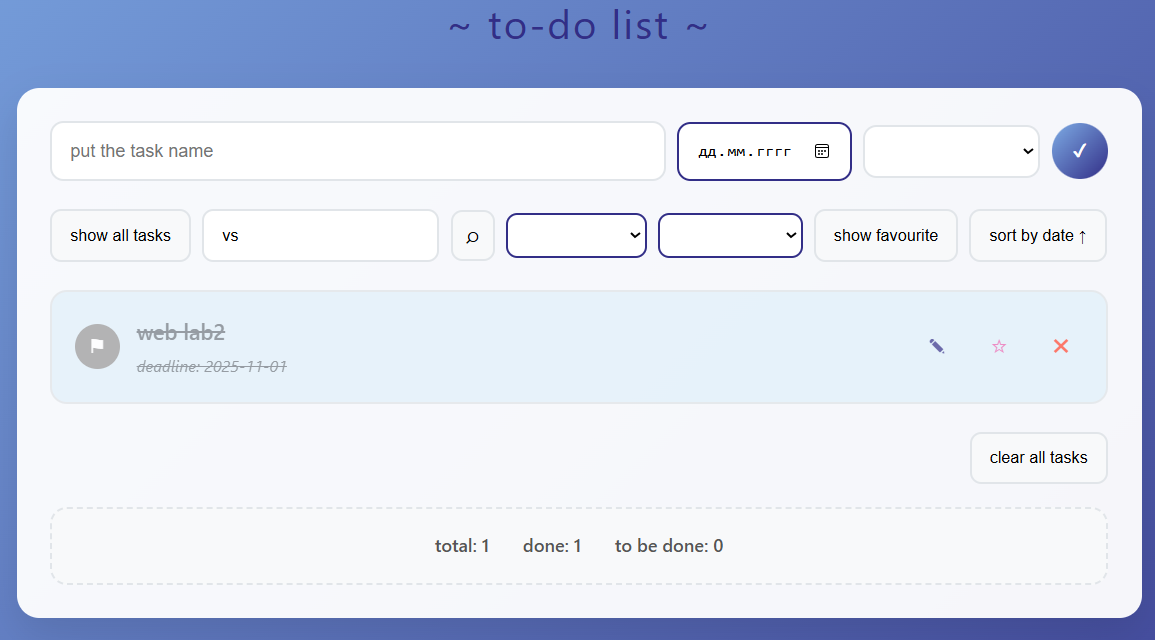 ~ to-do list ~
put the task name дд.мм.гггг
show all tasks vs show favourite sort by date ↑
web lab2
deadline: 2025-11-01
clear all tasks
total: 1 done: 1 to be done: 0